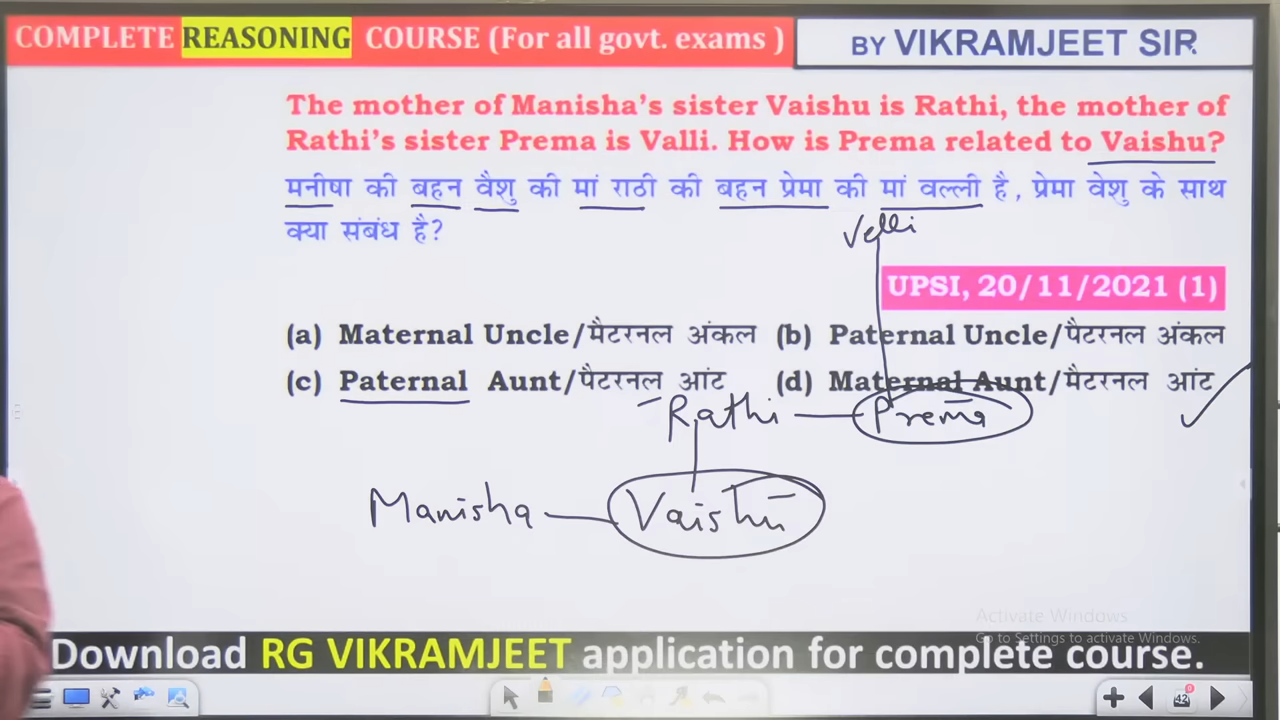 COMPLETE REASONING COURSE (For all govt. exams )
BY VIKRAMJEET SIR
The mother of Manisha's sister Vaishu is Rathi, the mother of
Rathi's sister Prema is Valli. How is Prema related to Vaishu?
मनीषा की बहन वैशु की मां राठी की बहन प्रेमा की मां वल्ली है, प्रेमा वेशु के साथ
क्या संबंध है?
Velli
UPSI, 20/11/2021 (1)
(a) Maternal Uncle/मैटरनल अंकल (b) Paternal Uncle/पैटरनल अंकल
(c) Paternal Aunt/पैटरनल आंट (d) Maternal Aunt/मैटरनल आंट
Rathi Prema
Manisha Vaishu
Activate Windows
Go to Settings to activate Windows.
Download RG VIKRAMJEET application for complete course.
42